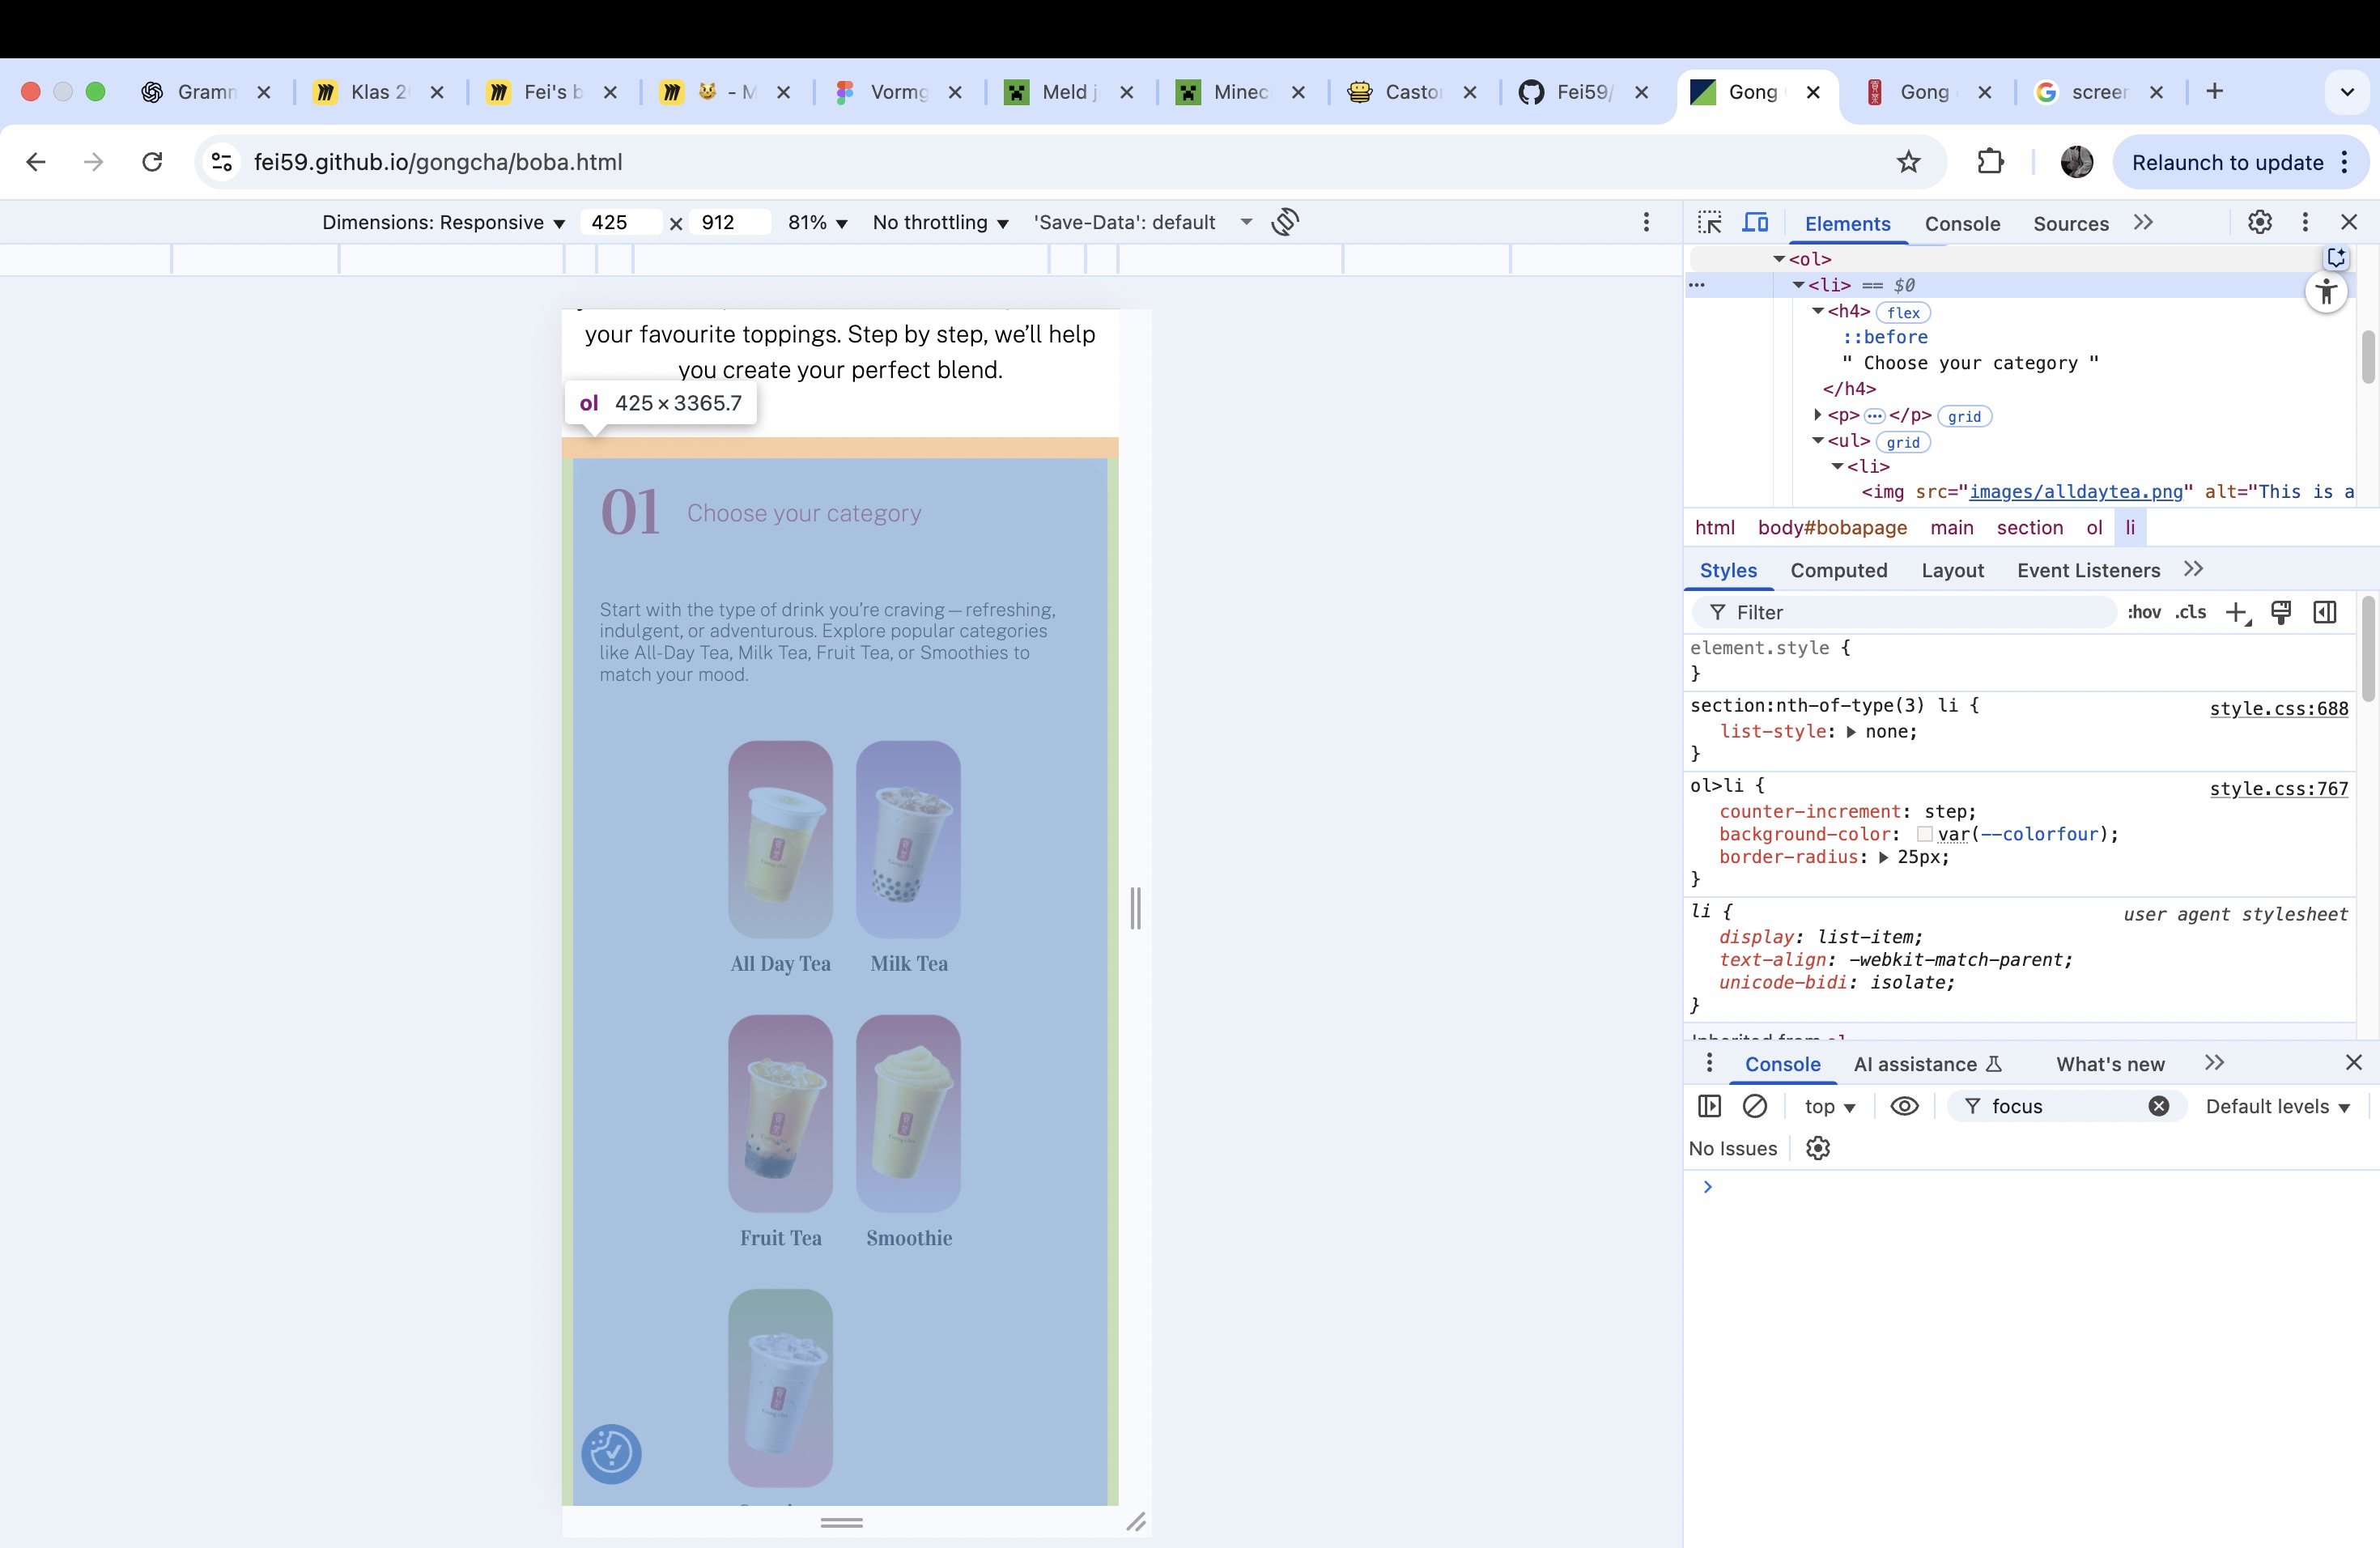 Gramn
Klas 2
Fei's b
- M
Vormg
Meld j
Minec
Castor
Fei59/
Gong
Gong
screer
fei59.github.io/gongcha/boba.html
Relaunch to update
Dimensions: Responsive 425 × 912 81% No throttling 'Save-Data': default
Elements Console Sources
your favourite toppings. Step by step, we'll help
you create your perfect blend.
ol 425 × 3365.7
01 Choose your category
Start with the type of drink you're craving — refreshing,
indulgent, or adventurous. Explore popular categories
like All-Day Tea, Milk Tea, Fruit Tea, or Smoothies to
match your mood.
All Day Tea Milk Tea
Fruit Tea Smoothie
<ol>
<li> == $0
<h4> flex
::before
" Choose your category "
</h4>
<p> ••• </p> grid
<ul> grid
<li>
<img src="images/alldaytea.png" alt="This is a
html body#bobapage main section ol li
Styles Computed Layout Event Listeners
Filter :hov .cls
element.style {
}
section:nth-of-type(3) li { style.css:688
list-style: none;
}
ol>li { style.css:767
counter-increment: step;
background-color: var(--colorfour);
border-radius: 25px;
}
li { user agent stylesheet
display: list-item;
text-align: -webkit-match-parent;
unicode-bidi: isolate;
}
Inherited from ol
Console AI assistance What's new
top focus Default levels
No Issues